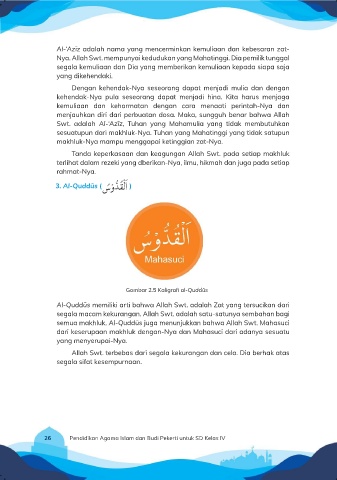 Al-'Azīz adalah nama yang mencerminkan kemuliaan dan kebesaran zat-
Nya. Allah Swt. mempunyai kedudukan yang Mahatinggi. Dia pemilik tunggal
segala kemuliaan dan Dia yang memberikan kemuliaan kepada siapa saja
yang dikehendaki.
Dengan kehendak-Nya seseorang dapat menjadi mulia dan dengan
kehendak-Nya pula seseorang dapat menjadi hina. Kita harus menjaga
kemuliaan dan kehormatan dengan cara menaati perintah-Nya dan
menjauhkan diri dari perbuatan dosa. Maka, sungguh benar bahwa Allah
Swt. adalah Al-'Azīz, Tuhan yang Mahamulia yang tidak membutuhkan
sesuatupun dari makhluk-Nya. Tuhan yang Mahatinggi yang tidak satupun
makhluk-Nya mampu menggapai ketinggian zat-Nya.
Tanda keperkasaan dan keagungan Allah Swt. pada setiap makhluk
terlihat dalam rezeki yang diberikan-Nya, ilmu, hikmah dan juga pada setiap
rahmat-Nya.
3. Al-Quddūs (اَلْقُدُّوْسُ)
اَلْقُدُّوْسُ
Mahasuci
Gambar 2.5 Kaligrafi al-Quddūs
Al-Quddūs memiliki arti bahwa Allah Swt. adalah Zat yang tersucikan dari
segala macam kekurangan. Allah Swt. adalah satu-satunya sembahan bagi
semua makhluk. Al-Quddūs juga menunjukkan bahwa Allah Swt. Mahasuci
dari keserupaan makhluk dengan-Nya dan Mahasuci dari adanya sesuatu
yang menyerupai-Nya.
Allah Swt. terbebas dari segala kekurangan dan cela. Dia berhak atas
segala sifat kesempurnaan.
26 Pendidikan Agama Islam dan Budi Pekerti untuk SD Kelas IV